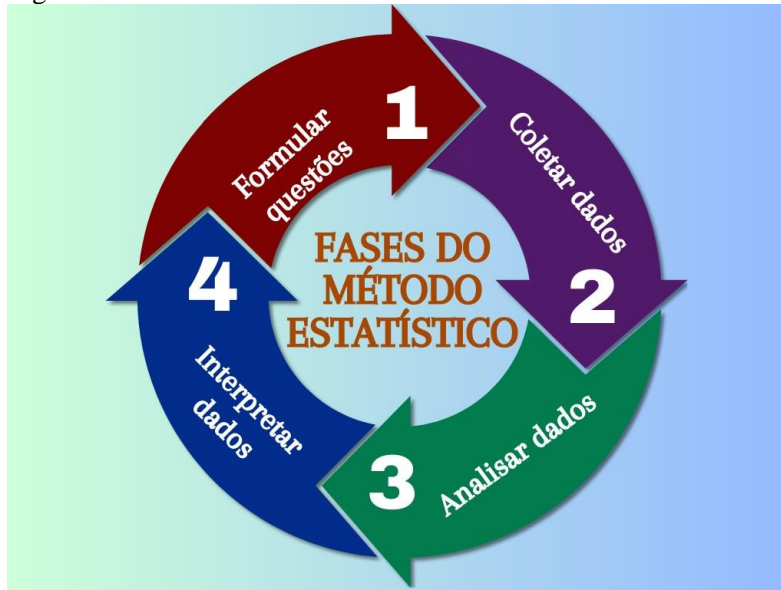 1
Formular
questões
Coletar dados
2
FASES DO
MÉTODO
ESTATÍSTICO
4
Interpretar
dados
3
Analisar dados